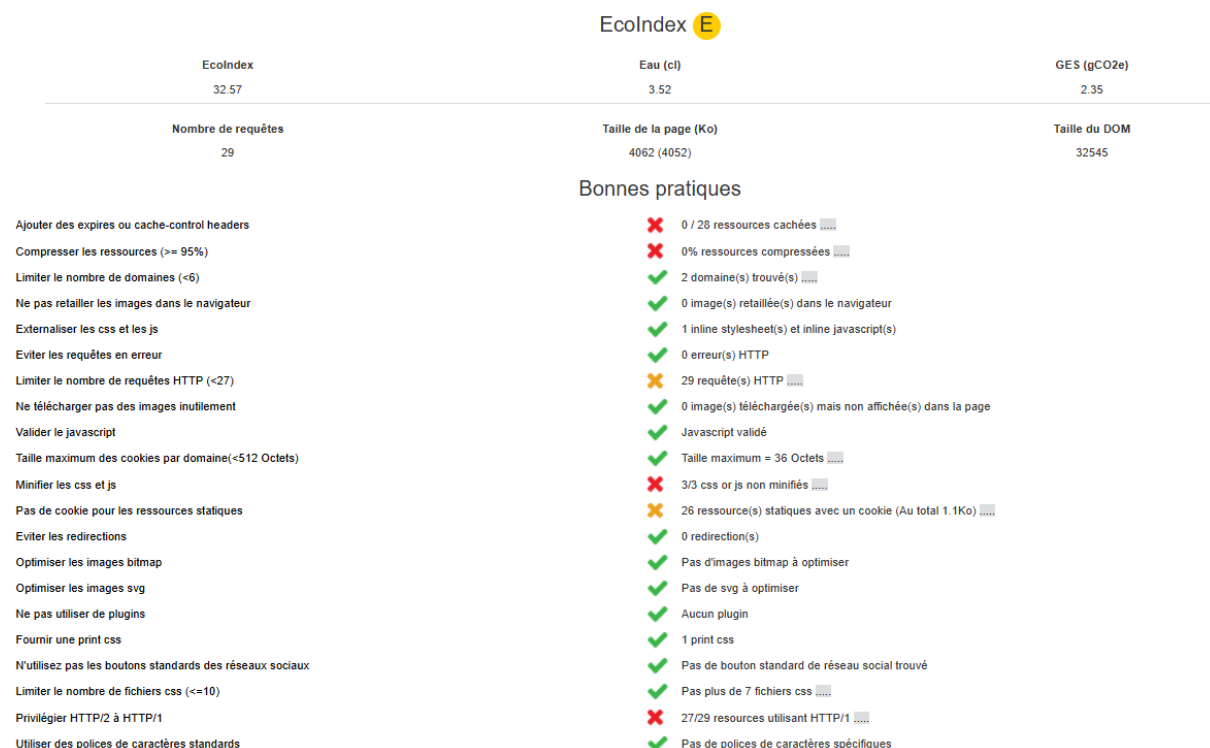 EcoIndex E
EcoIndex Eau (cl) GES (gCO2e)
32.57 3.52 2.35
Nombre de requêtes Taille de la page (Ko) Taille du DOM
29 4062 (4052) 32545
Bonnes pratiques
Ajouter des expires ou cache-control headers 0 / 28 ressources cachées .....
Compresser les ressources (>= 95%) 0% ressources compressées .....
Limiter le nombre de domaines (<6) 2 domaine(s) trouvé(s) .....
Ne pas retailler les images dans le navigateur 0 image(s) retaillée(s) dans le navigateur
Externaliser les css et les js 1 inline stylesheet(s) et inline javascript(s)
Eviter les requêtes en erreur 0 erreur(s) HTTP
Limiter le nombre de requêtes HTTP (<27) 29 requête(s) HTTP .....
Ne télécharger pas des images inutilement 0 image(s) téléchargée(s) mais non affichée(s) dans la page
Valider le javascript Javascript validé
Taille maximum des cookies par domaine(<512 Octets) Taille maximum = 36 Octets .....
Minifier les css et js 3/3 css or js non minifiés .....
Pas de cookie pour les ressources statiques 26 ressource(s) statiques avec un cookie (Au total 1.1Ko) .....
Eviter les redirections 0 redirection(s)
Optimiser les images bitmap Pas d'images bitmap à optimiser
Optimiser les images svg Pas de svg à optimiser
Ne pas utiliser de plugins Aucun plugin
Fournir une print css 1 print css
N'utilisez pas les boutons standards des réseaux sociaux Pas de bouton standard de réseau social trouvé
Limiter le nombre de fichiers css (<=10) Pas plus de 7 fichiers css .....
Privilégier HTTP/2 à HTTP/1 27/29 resources utilisant HTTP/1 .....
Utiliser des polices de caractères standards Pas de polices de caractères spécifiques